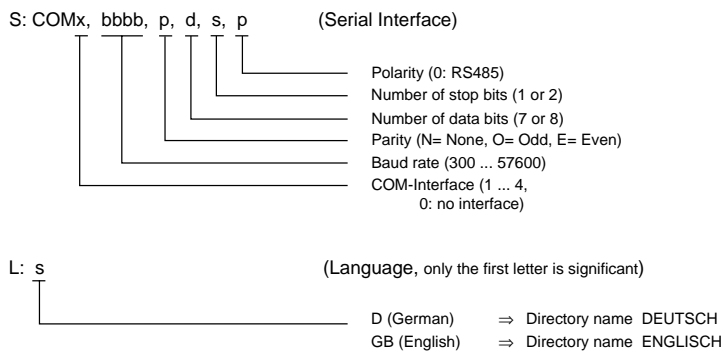 S: COMx, bbbb, p, d, s, p (Serial Interface)
Polarity (0: RS485)
Number of stop bits (1 or 2)
Number of data bits (7 or 8)
Parity (N= None, O= Odd, E= Even)
Baud rate (300 ... 57600)
COM-Interface (1 ... 4,
0: no interface)
L: s (Language, only the first letter is significant)
D (German) ⇒ Directory name DEUTSCH
GB (English) ⇒ Directory name ENGLISCH